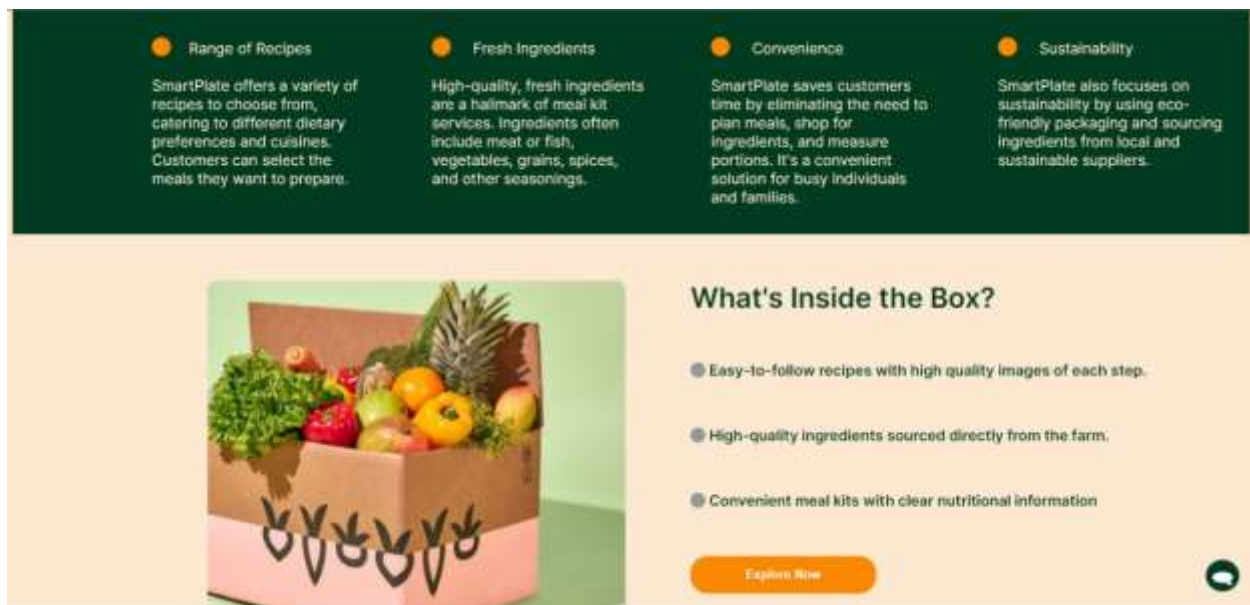 Range of Recipes
SmartPlate offers a variety of
recipes to choose from,
catering to different dietary
preferences and cuisines.
Customers can select the
meals they want to prepare.
Fresh Ingredients
High-quality, fresh ingredients
are a hallmark of meal kit
services. Ingredients often
include meat or fish,
vegetables, grains, spices,
and other seasonings.
Convenience
SmartPlate saves customers
time by eliminating the need to
plan meals, shop for
ingredients, and measure
portions. It's a convenient
solution for busy individuals
and families.
Sustainability
SmartPlate also focuses on
sustainability by using eco-
friendly packaging and sourcing
ingredients from local and
sustainable suppliers.
What's Inside the Box?
Easy-to-follow recipes with high quality images of each step.
High-quality ingredients sourced directly from the farm.
Convenient meal kits with clear nutritional information
Explore Now